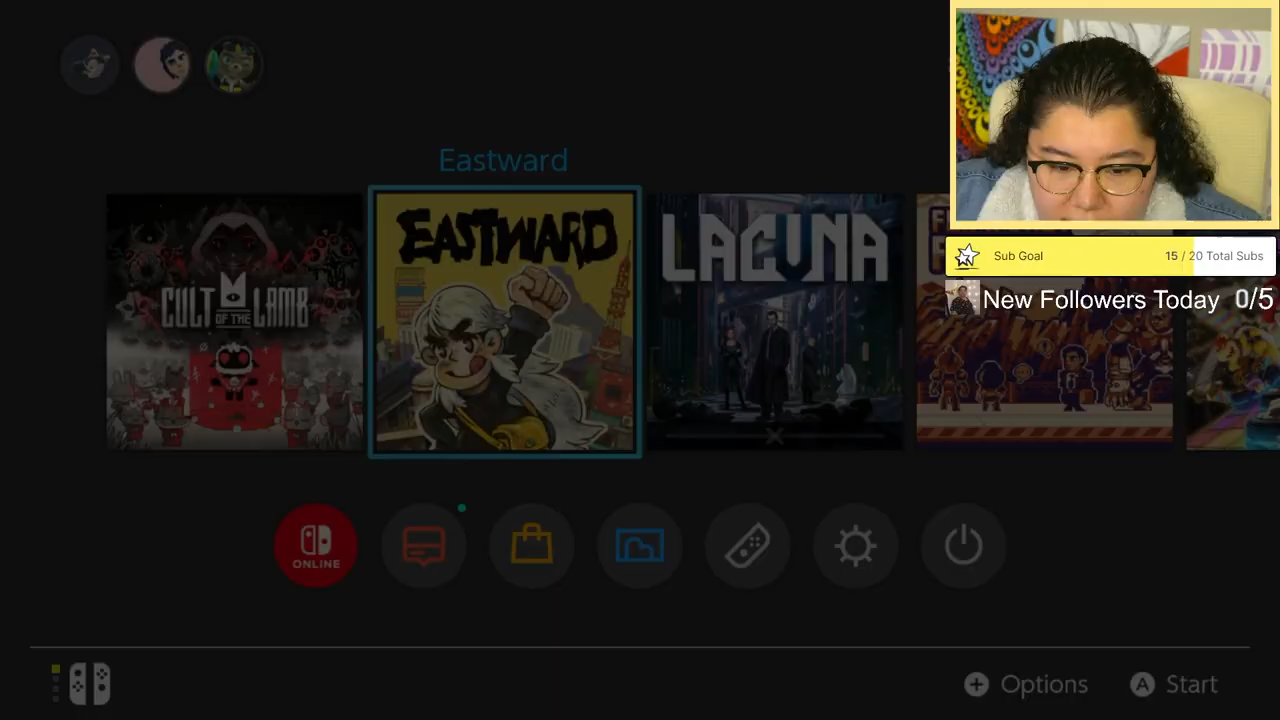 Eastward
CULT
OF THE
LAMB
EASTWARD
LACUNA
Sub Goal
15 / 20 Total Subs
New Followers Today 0/5
ONLINE
Options
Start